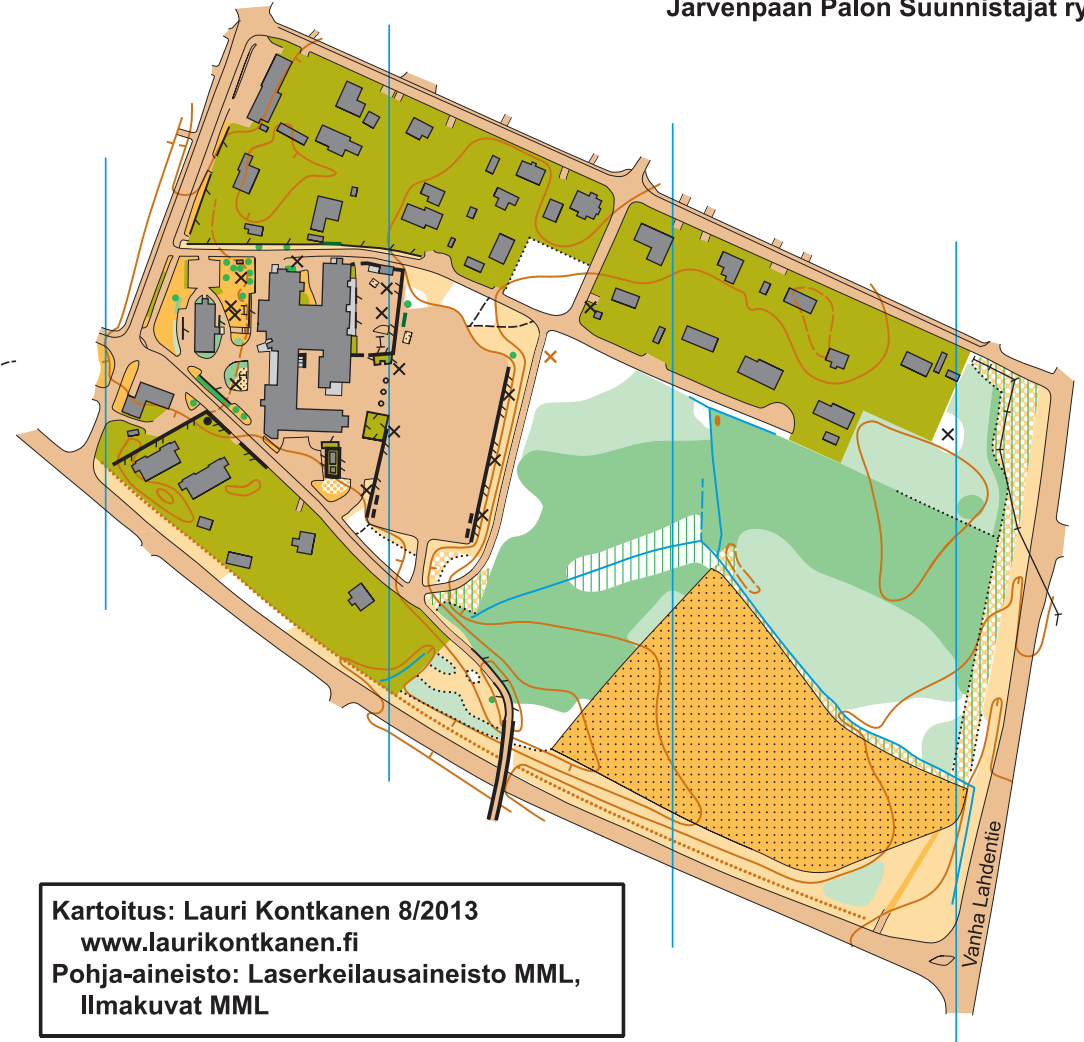 Järvenpään Palon Suunnistajat ry
Vanha Lahdentie
Kartoitus: Lauri Kontkanen 8/2013
www.laurikontkanen.fi
Pohja-aineisto: Laserkeilausaineisto MML,
Ilmakuvat MML